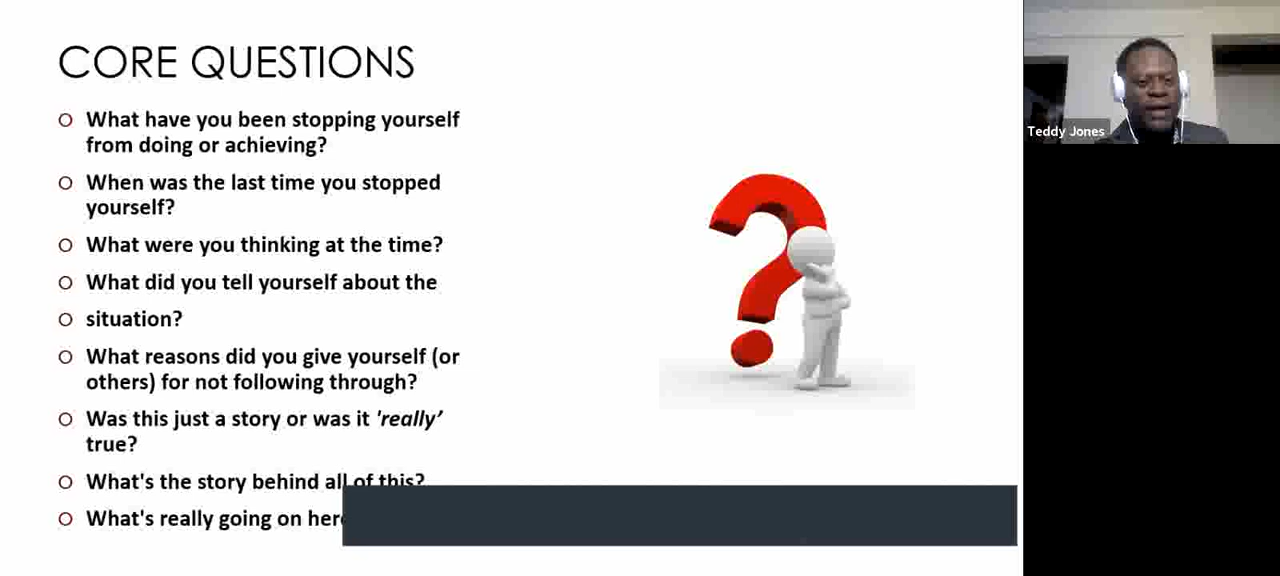 CORE QUESTIONS
What have you been stopping yourself
from doing or achieving?
When was the last time you stopped
yourself?
What were you thinking at the time?
What did you tell yourself about the
situation?
What reasons did you give yourself (or
others) for not following through?
Was this just a story or was it 'really’
true?
What's the story behind all of this?
What's really going on here
Teddy Jones